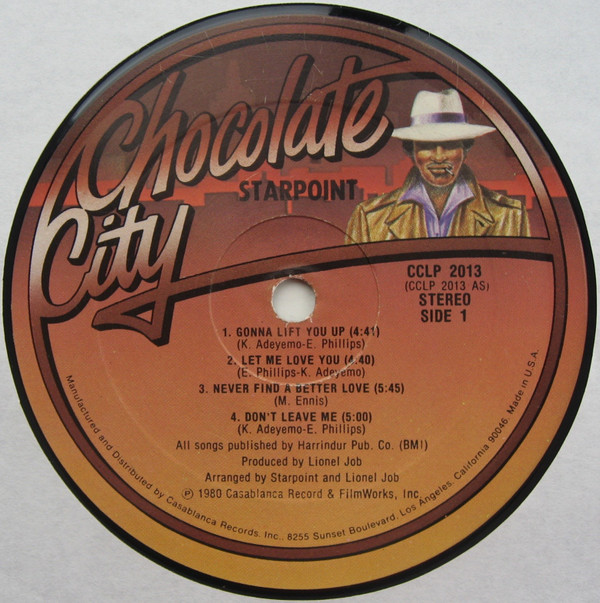 Chocolate
City
STARPOINT
CCLP 2013
(CCLP 2013 AS)
STEREO
SIDE 1
1. GONNA LIFT YOU UP (4:41)
(K. Adeyemo-E. Phillips)
2. LET ME LOVE YOU (4:40)
(E. Phillips-K. Adeyemo)
3. NEVER FIND A BETTER LOVE (5:45)
(M. Ennis)
4. DON'T LEAVE ME (5:00)
(K. Adeyemo-E. Phillips)
All songs published by Harrindur Pub. Co. (BMI)
Produced by Lionel Job
Arranged by Starpoint and Lionel Job
Ⓟ 1980 Casablanca Record & FilmWorks, Inc.
Manufactured and Distributed by Casablanca Records. Inc., 8255 Sunset Boulevard, Los Angeles, California 90046. Made in U.S.A.